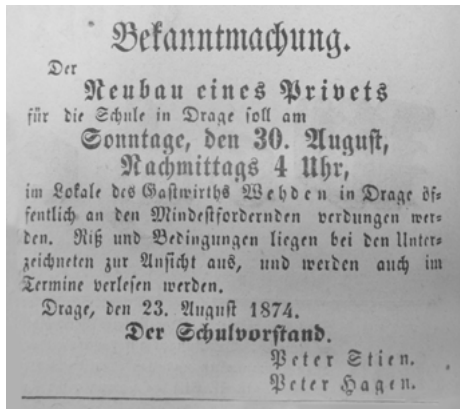 Bekanntmachung.
Der
Neubau eines Privets
für die Schule in Drage soll am
Sonntage, den 30. August,
Nachmittags 4 Uhr,
im Lokale des Gastwirths Wehden in Drage öf-
fentlich an den Mindestfordernden verdungen wer-
den. Riß und Bedingungen liegen bei den Unter-
zeichneten zur Ansicht aus, und werden auch im
Termine verlesen werden.
Drage, den 23. August 1874.
Der Schulvorstand.
Peter Stien.
Peter Hagen.